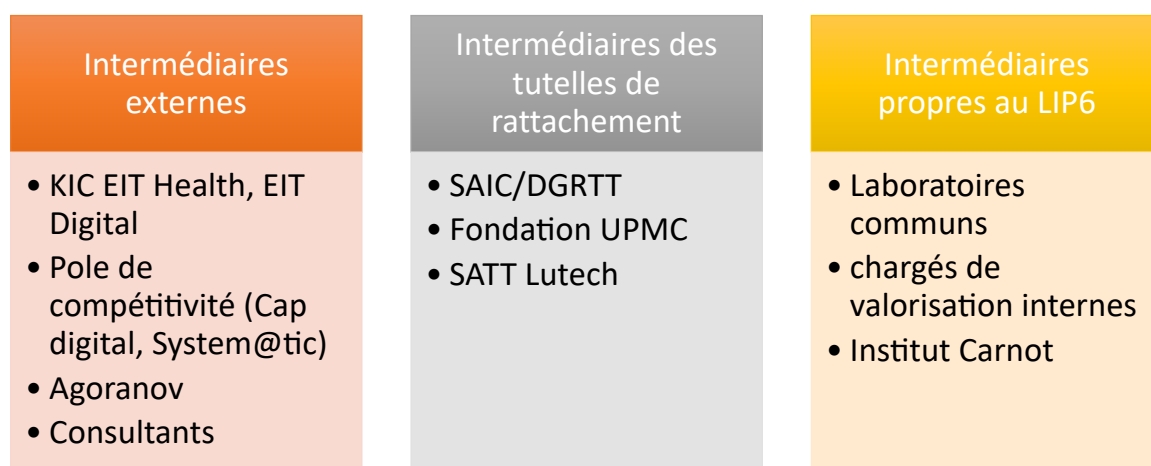 Intermédiaires
externes
• KIC EIT Health, EIT
Digital
• Pole de
compétitivité (Cap
digital, System@tic)
• Agoranov
• Consultants
Intermédiaires des
tutelles de
rattachement
• SAIC/DGRTT
• Fondation UPMC
• SATT Lutech
Intermédiaires
propres au LIP6
• Laboratoires
communs
• chargés de
valorisation internes
• Institut Carnot